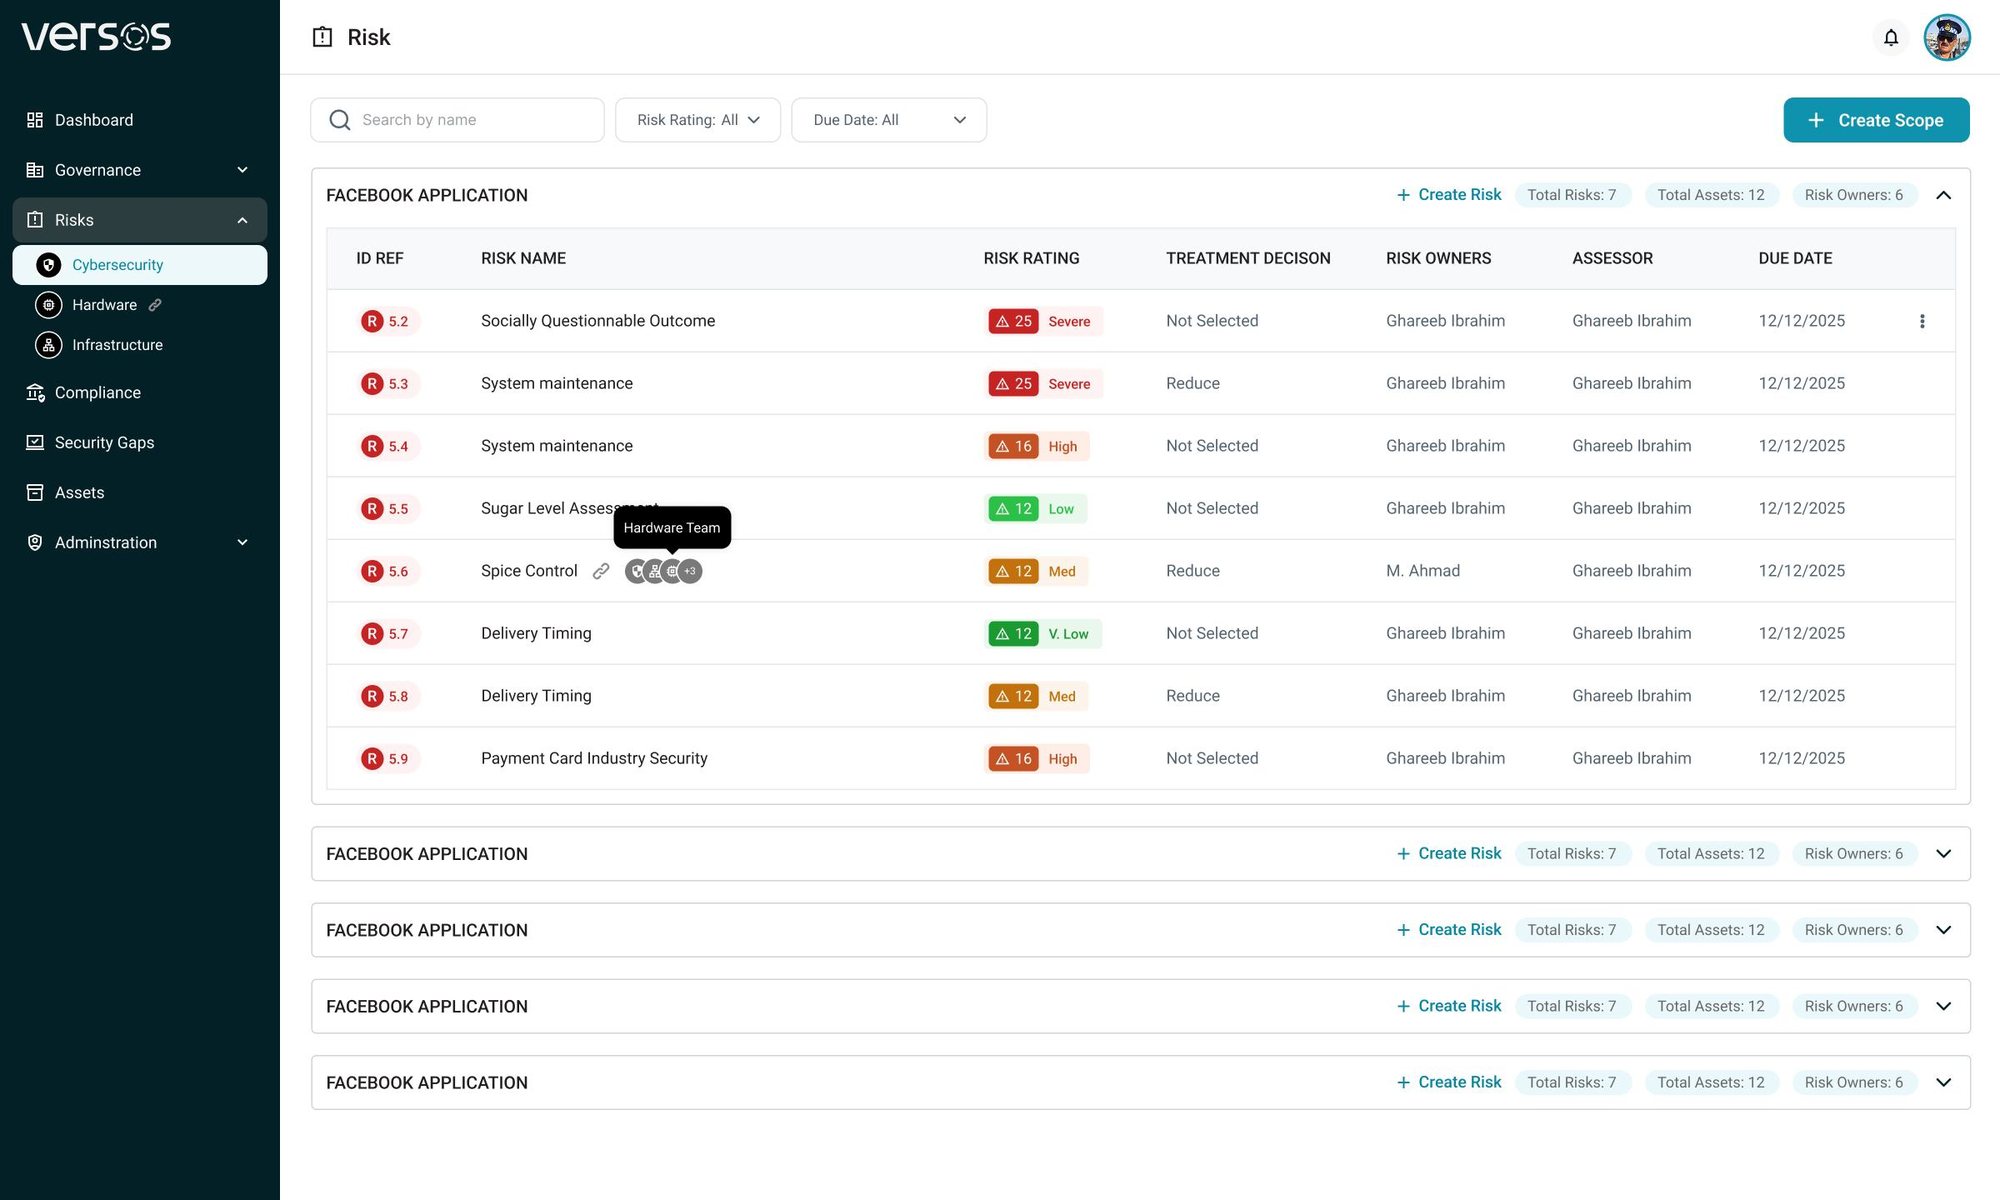 versos
Dashboard
Governance
Risks
Cybersecurity
Hardware
Infrastructure
Compliance
Security Gaps
Assets
Adminstration
Risk
Search by name
Risk Rating: All
Due Date: All
+ Create Scope
FACEBOOK APPLICATION + Create Risk Total Risks: 7 Total Assets: 12 Risk Owners: 6
ID REF RISK NAME RISK RATING TREATMENT DECISON RISK OWNERS ASSESSOR DUE DATE
R 5.2 Socially Questionnable Outcome 25 Severe Not Selected Ghareeb Ibrahim Ghareeb Ibrahim 12/12/2025
R 5.3 System maintenance 25 Severe Reduce Ghareeb Ibrahim Ghareeb Ibrahim 12/12/2025
R 5.4 System maintenance 16 High Not Selected Ghareeb Ibrahim Ghareeb Ibrahim 12/12/2025
R 5.5 Sugar Level Assessment 12 Low Not Selected Ghareeb Ibrahim Ghareeb Ibrahim 12/12/2025
Hardware Team
R 5.6 Spice Control +3 12 Med Reduce M. Ahmad Ghareeb Ibrahim 12/12/2025
R 5.7 Delivery Timing 12 V. Low Not Selected Ghareeb Ibrahim Ghareeb Ibrahim 12/12/2025
R 5.8 Delivery Timing 12 Med Reduce Ghareeb Ibrahim Ghareeb Ibrahim 12/12/2025
R 5.9 Payment Card Industry Security 16 High Not Selected Ghareeb Ibrahim Ghareeb Ibrahim 12/12/2025
FACEBOOK APPLICATION + Create Risk Total Risks: 7 Total Assets: 12 Risk Owners: 6
FACEBOOK APPLICATION + Create Risk Total Risks: 7 Total Assets: 12 Risk Owners: 6
FACEBOOK APPLICATION + Create Risk Total Risks: 7 Total Assets: 12 Risk Owners: 6
FACEBOOK APPLICATION + Create Risk Total Risks: 7 Total Assets: 12 Risk Owners: 6